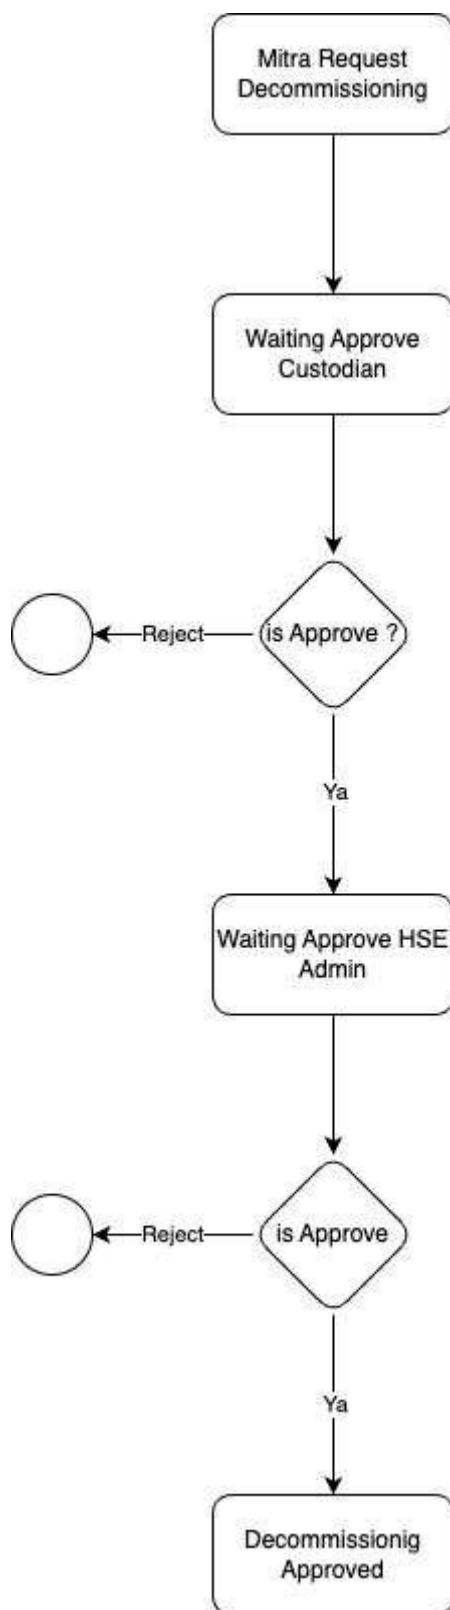 Mitra Request
Decommissioning
Waiting Approve
Custodian
is Approve ?
Reject
Ya
Waiting Approve HSE
Admin
is Approve
Reject
Ya
Decommissionig
Approved